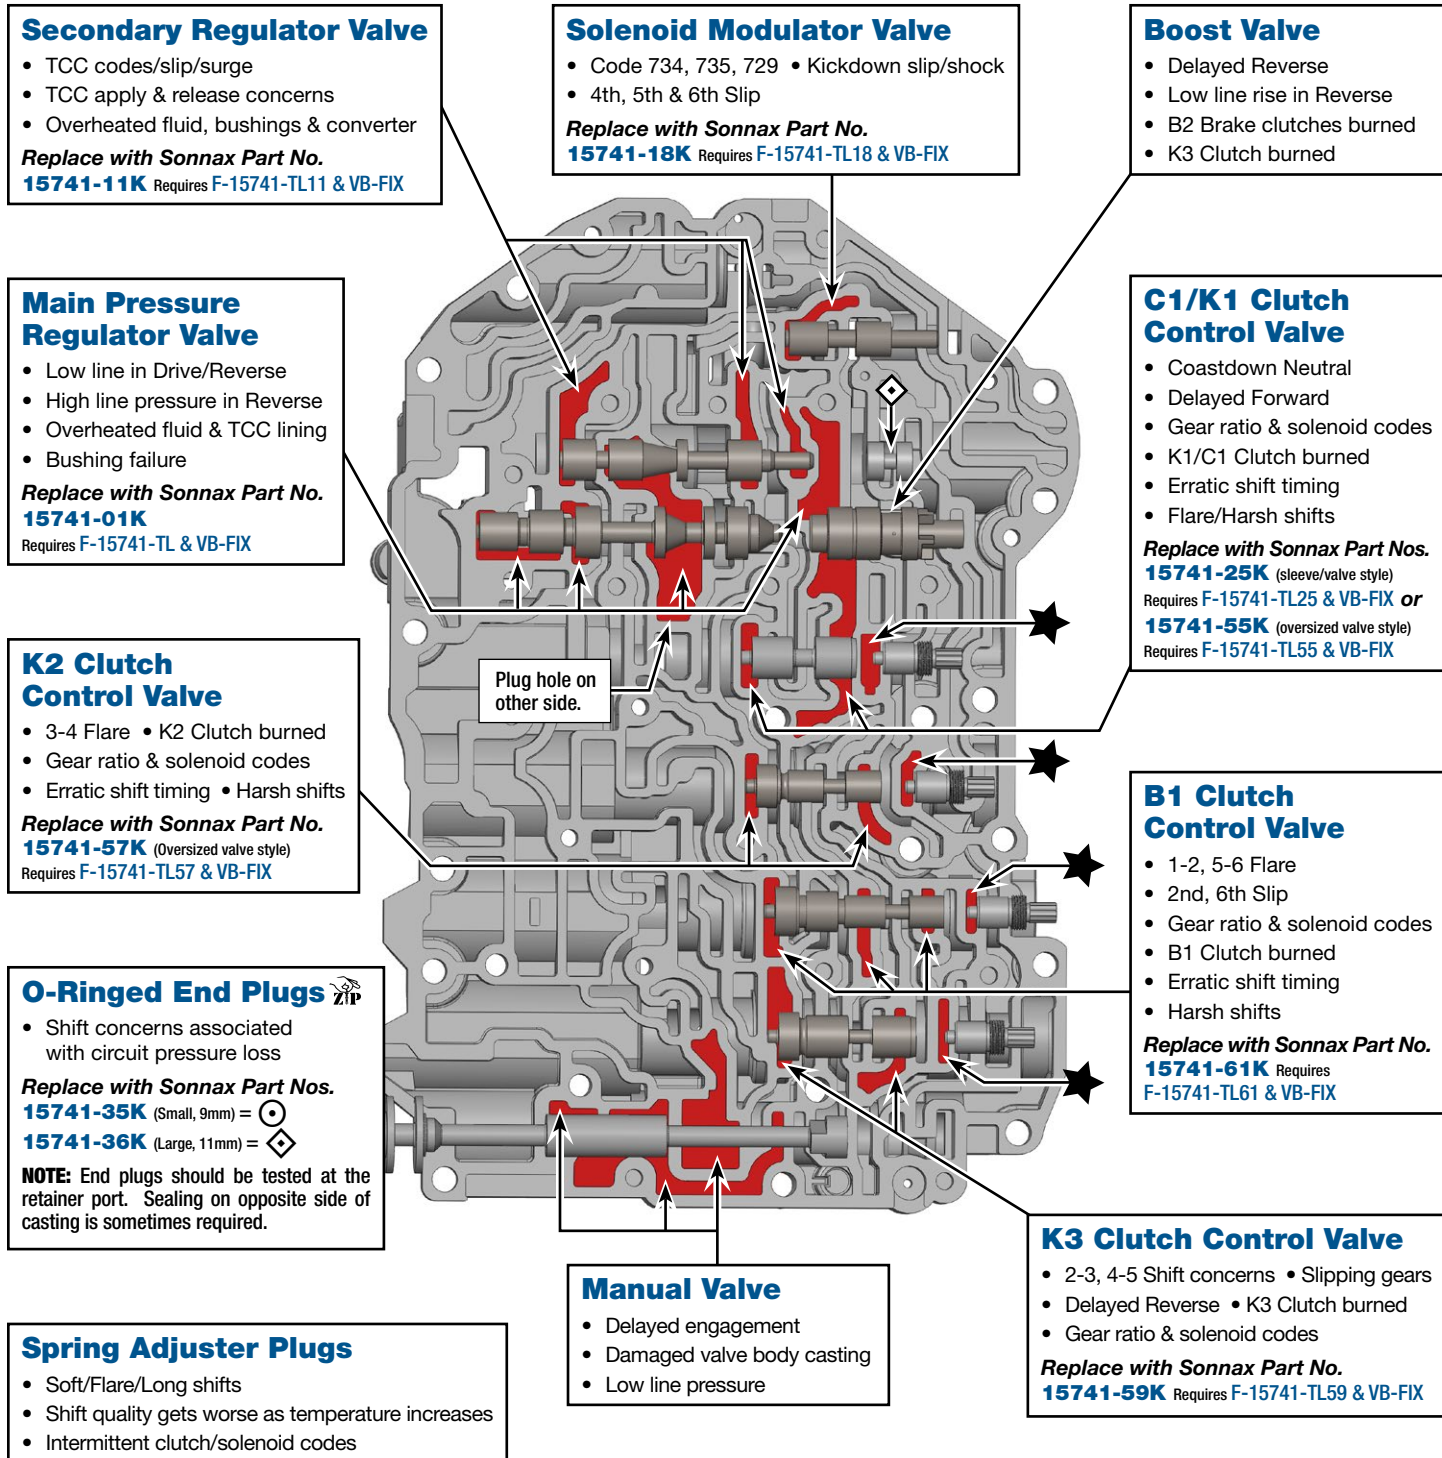 Secondary Regulator Valve
• TCC codes/slip/surge
• TCC apply & release concerns
• Overheated fluid, bushings & converter
Replace with Sonnax Part No.
15741-11K Requires F-15741-TL11 & VB-FIX
Solenoid Modulator Valve
• Code 734, 735, 729 • Kickdown slip/shock
• 4th, 5th & 6th Slip
Replace with Sonnax Part No.
15741-18K Requires F-15741-TL18 & VB-FIX
Boost Valve
• Delayed Reverse
• Low line rise in Reverse
• B2 Brake clutches burned
• K3 Clutch burned
Main Pressure
Regulator Valve
• Low line in Drive/Reverse
• High line pressure in Reverse
• Overheated fluid & TCC lining
• Bushing failure
Replace with Sonnax Part No.
15741-01K
Requires F-15741-TL & VB-FIX
C1/K1 Clutch
Control Valve
• Coastdown Neutral
• Delayed Forward
• Gear ratio & solenoid codes
• K1/C1 Clutch burned
• Erratic shift timing
• Flare/Harsh shifts
Replace with Sonnax Part Nos.
15741-25K (sleeve/valve style)
Requires F-15741-TL25 & VB-FIX or
15741-55K (oversized valve style)
Requires F-15741-TL55 & VB-FIX
K2 Clutch
Control Valve
• 3-4 Flare • K2 Clutch burned
• Gear ratio & solenoid codes
• Erratic shift timing • Harsh shifts
Replace with Sonnax Part No.
15741-57K (Oversized valve style)
Requires F-15741-TL57 & VB-FIX
Plug hole on
other side.
B1 Clutch
Control Valve
• 1-2, 5-6 Flare
• 2nd, 6th Slip
• Gear ratio & solenoid codes
• B1 Clutch burned
• Erratic shift timing
• Harsh shifts
Replace with Sonnax Part No.
15741-61K Requires
F-15741-TL61 & VB-FIX
O-Ringed End Plugs ZIP
• Shift concerns associated
with circuit pressure loss
Replace with Sonnax Part Nos.
15741-35K (Small, 9mm) =
15741-36K (Large, 11mm) =
NOTE: End plugs should be tested at the
retainer port. Sealing on opposite side of
casting is sometimes required.
K3 Clutch Control Valve
• 2-3, 4-5 Shift concerns • Slipping gears
• Delayed Reverse • K3 Clutch burned
• Gear ratio & solenoid codes
Replace with Sonnax Part No.
15741-59K Requires F-15741-TL59 & VB-FIX
Manual Valve
• Delayed engagement
• Damaged valve body casting
• Low line pressure
Spring Adjuster Plugs
• Soft/Flare/Long shifts
• Shift quality gets worse as temperature increases
• Intermittent clutch/solenoid codes